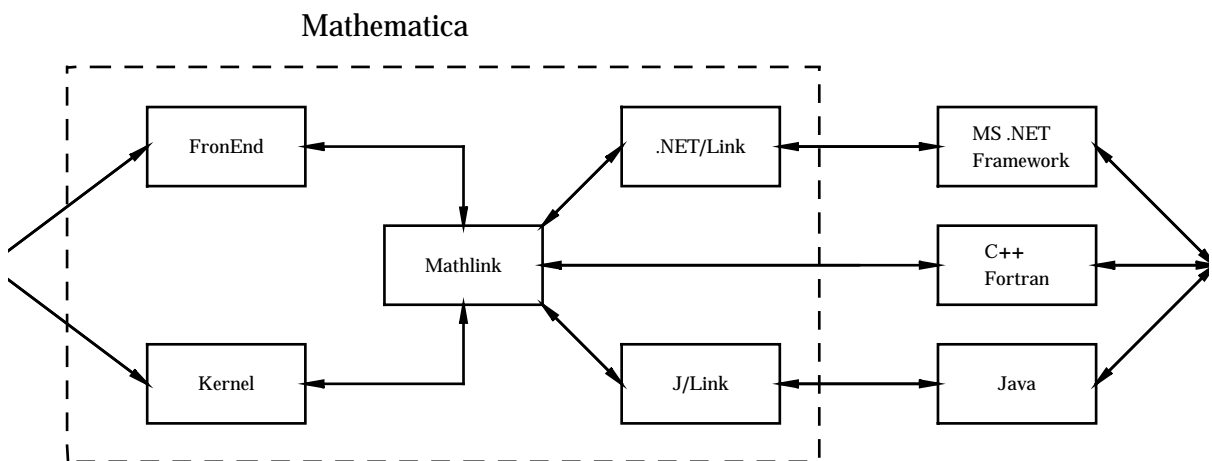 Mathematica
FronEnd
.NET/Link
MS .NET
Framework
Mathlink
C++
Fortran
Kernel
J/Link
Java